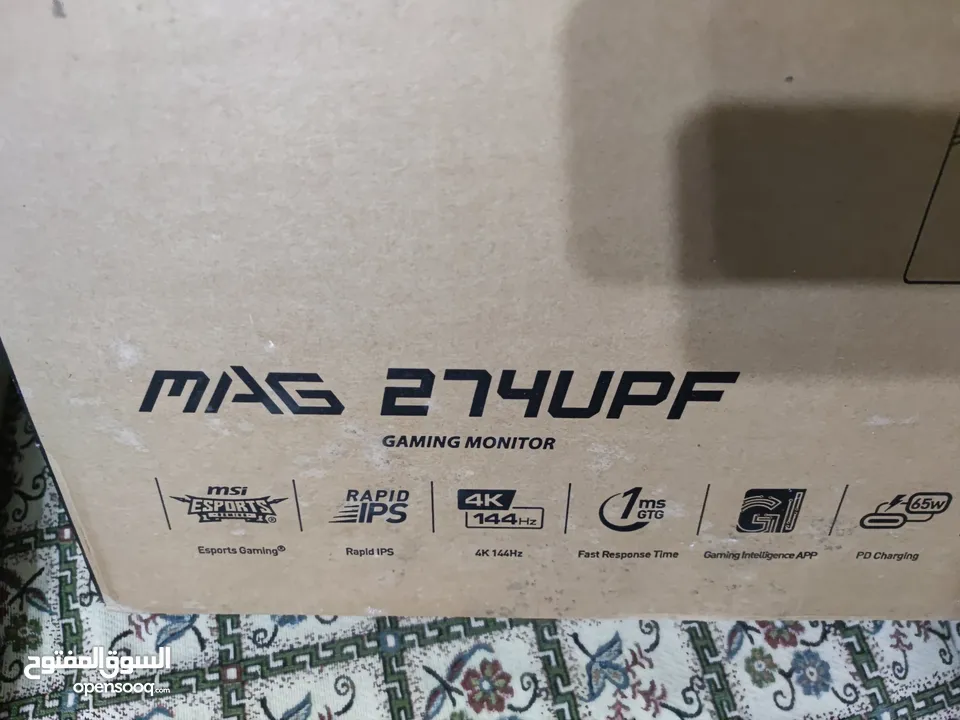 MAG 274UPF
GAMING MONITOR
msi
ESPORTS
RAPID
IPS
4K
144Hz
1ms
GTG
GI
65W
Esports Gaming®
Rapid IPS
4K 144Hz
Fast Response Time
Gaming Intelligence APP
PD Charging
السوق المفتوح
opensooq.com